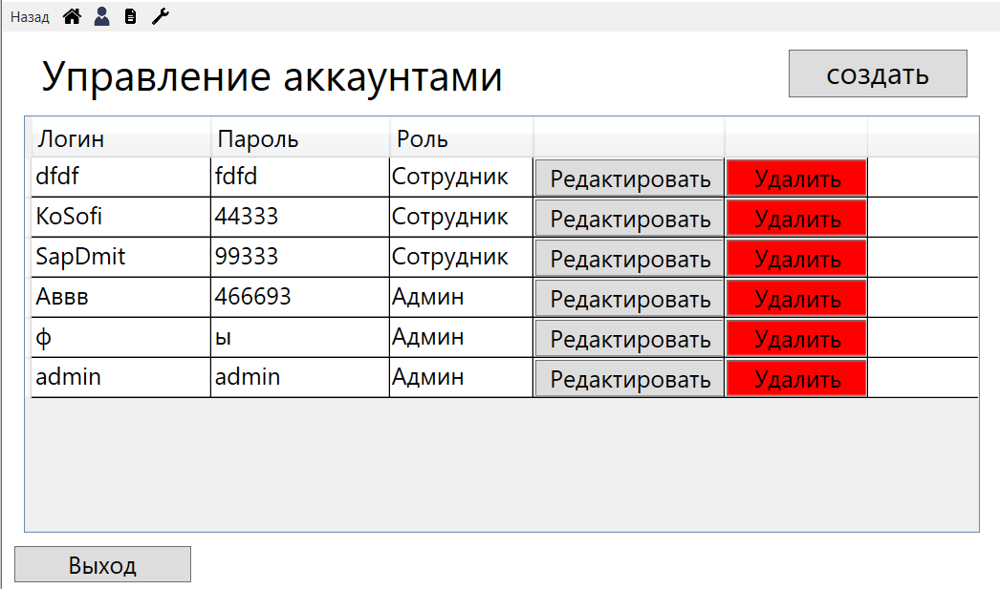 Назад
Управление аккаунтами
создать
Логин Пароль Роль
dfdf fdfd Сотрудник Редактировать Удалить
KoSofi 44333 Сотрудник Редактировать Удалить
SapDmit 99333 Сотрудник Редактировать Удалить
Аввв 466693 Админ Редактировать Удалить
ф ы Админ Редактировать Удалить
admin admin Админ Редактировать Удалить
Выход